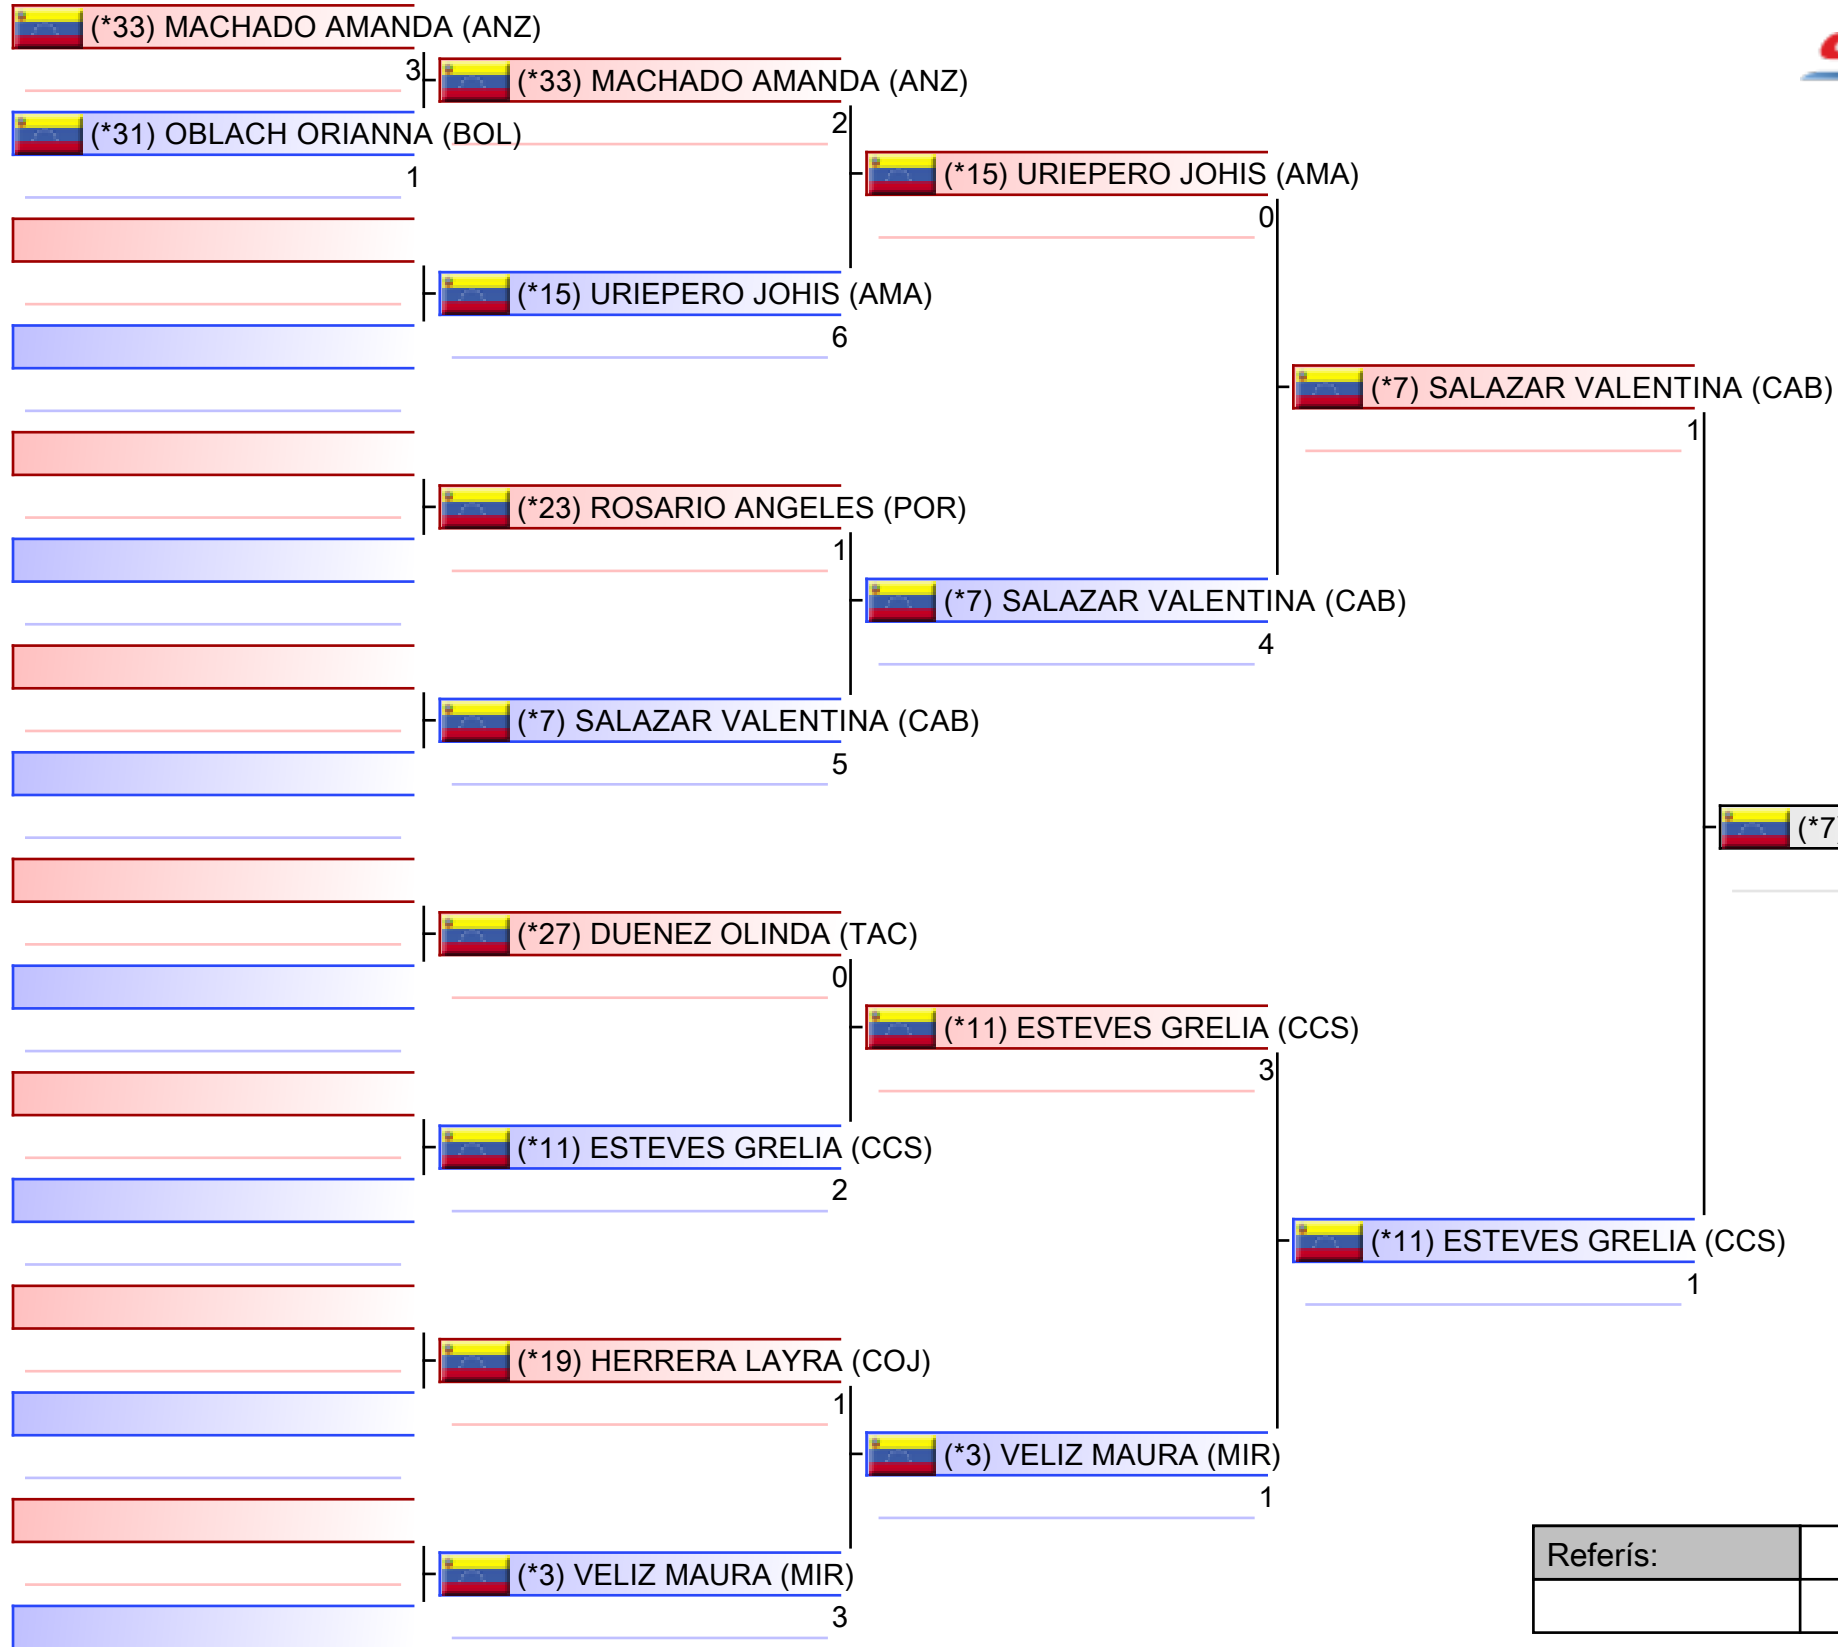 (*33) MACHADO AMANDA (ANZ)
3
(*33) MACHADO AMANDA (ANZ)
2
(*31) OBLACH ORIANNA (BOL)
1
(*15) URIEPERO JOHIS (AMA)
0
(*15) URIEPERO JOHIS (AMA)
6
(*7) SALAZAR VALENTINA (CAB)
1
(*23) ROSARIO ANGELES (POR)
1
(*7) SALAZAR VALENTINA (CAB)
4
(*7) SALAZAR VALENTINA (CAB)
5
(*7)
(*27) DUENEZ OLINDA (TAC)
0
(*11) ESTEVES GRELIA (CCS)
3
(*11) ESTEVES GRELIA (CCS)
2
(*11) ESTEVES GRELIA (CCS)
1
(*19) HERRERA LAYRA (COJ)
1
(*3) VELIZ MAURA (MIR)
1
(*3) VELIZ MAURA (MIR)
3
Referís: